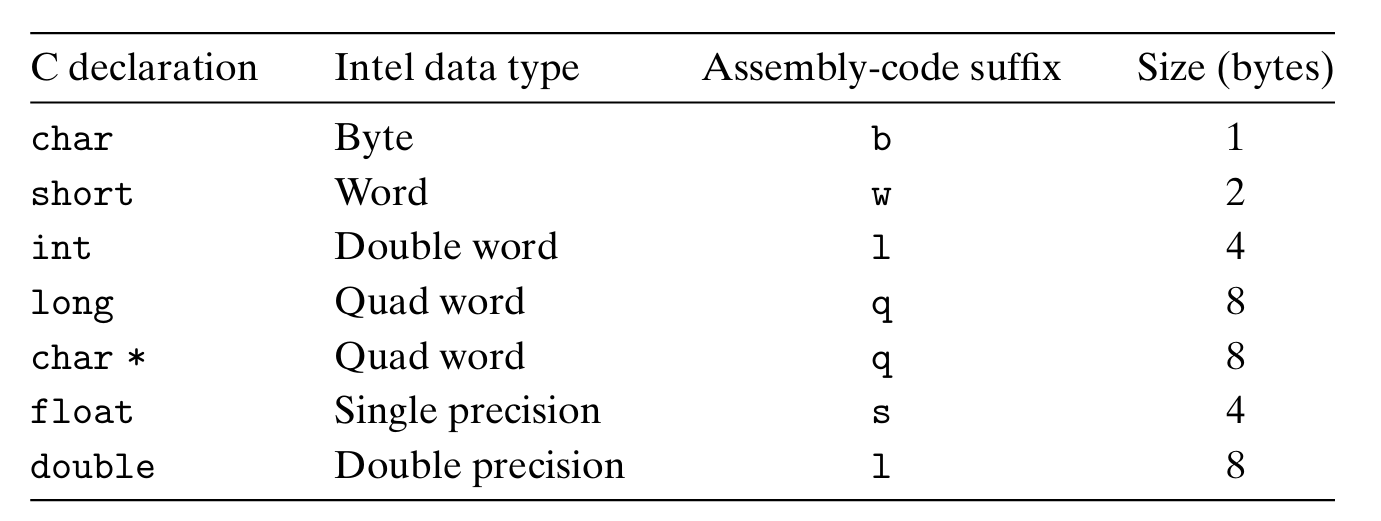 C declaration Intel data type Assembly-code suffix Size (bytes)
char Byte b 1
short Word w 2
int Double word l 4
long Quad word q 8
char * Quad word q 8
float Single precision s 4
double Double precision l 8